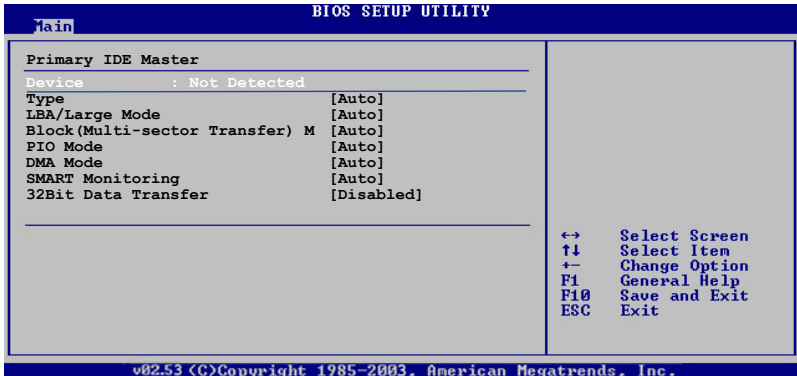 BIOS SETUP UTILITY
Main
Primary IDE Master
Device : Not Detected
Type [Auto]
LBA/Large Mode [Auto]
Block(Multi-sector Transfer) M [Auto]
PIO Mode [Auto]
DMA Mode [Auto]
SMART Monitoring [Auto]
32Bit Data Transfer [Disabled]
←→ Select Screen
↑↓ Select Item
+- Change Option
F1 General Help
F10 Save and Exit
ESC Exit
v02.53 (C)Copyright 1985-2003, American Megatrends, Inc.